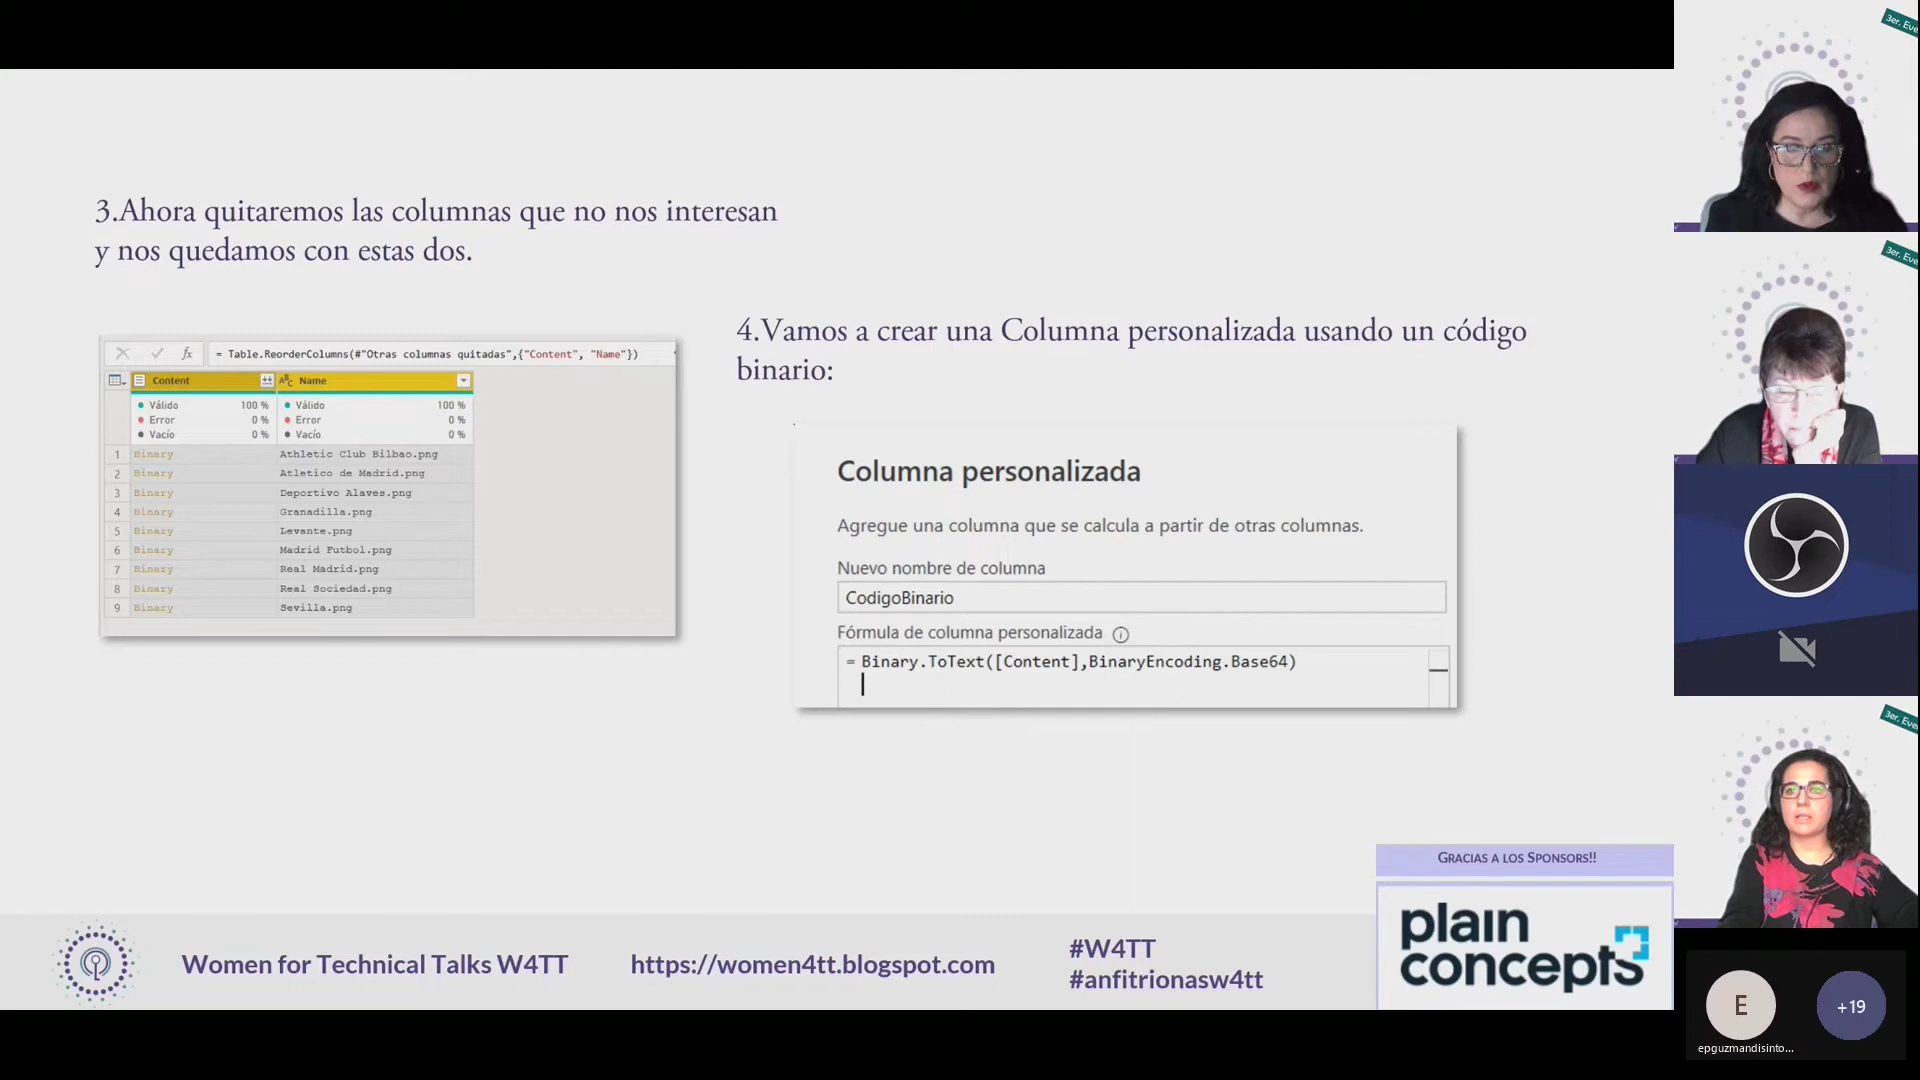 3.Ahora quitaremos las columnas que no nos interesan
y nos quedamos con estas dos.
= Table.ReorderColumns(#"Otras columnas quitadas",{"Content", "Name"})
Content ABC Name
Válido 100 % Válido 100 %
Error 0 % Error 0 %
Vacío 0 % Vacío 0 %
1 Binary Athletic Club Bilbao.png
2 Binary Atletico de Madrid.png
3 Binary Deportivo Alaves.png
4 Binary Granadilla.png
5 Binary Levante.png
6 Binary Madrid Futbol.png
7 Binary Real Madrid.png
8 Binary Real Sociedad.png
9 Binary Sevilla.png
4.Vamos a crear una Columna personalizada usando un código
binario:
Columna personalizada
Agregue una columna que se calcula a partir de otras columnas.
Nuevo nombre de columna
CodigoBinario
Fórmula de columna personalizada
= Binary.ToText([Content],BinaryEncoding.Base64)
GRACIAS A LOS SPONSORS!!
plain
concepts
Women for Technical Talks W4TT
https://women4tt.blogspot.com
#W4TT
#anfitrionasw4tt
3er. Eve
3er. Eve
3er. Eve
E
+19
epguzmandisinto...